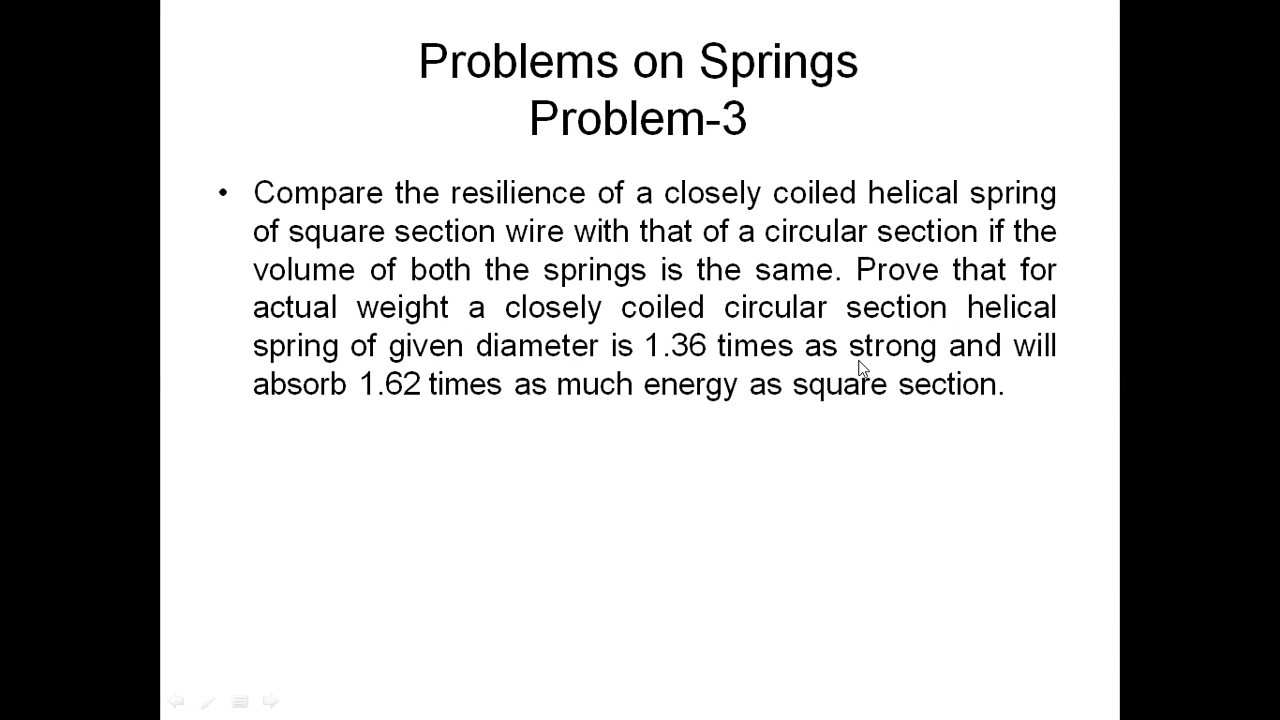 Problems on Springs
Problem-3
• Compare the resilience of a closely coiled helical spring
of square section wire with that of a circular section if the
volume of both the springs is the same. Prove that for
actual weight a closely coiled circular section helical
spring of given diameter is 1.36 times as strong and will
absorb 1.62 times as much energy as square section.